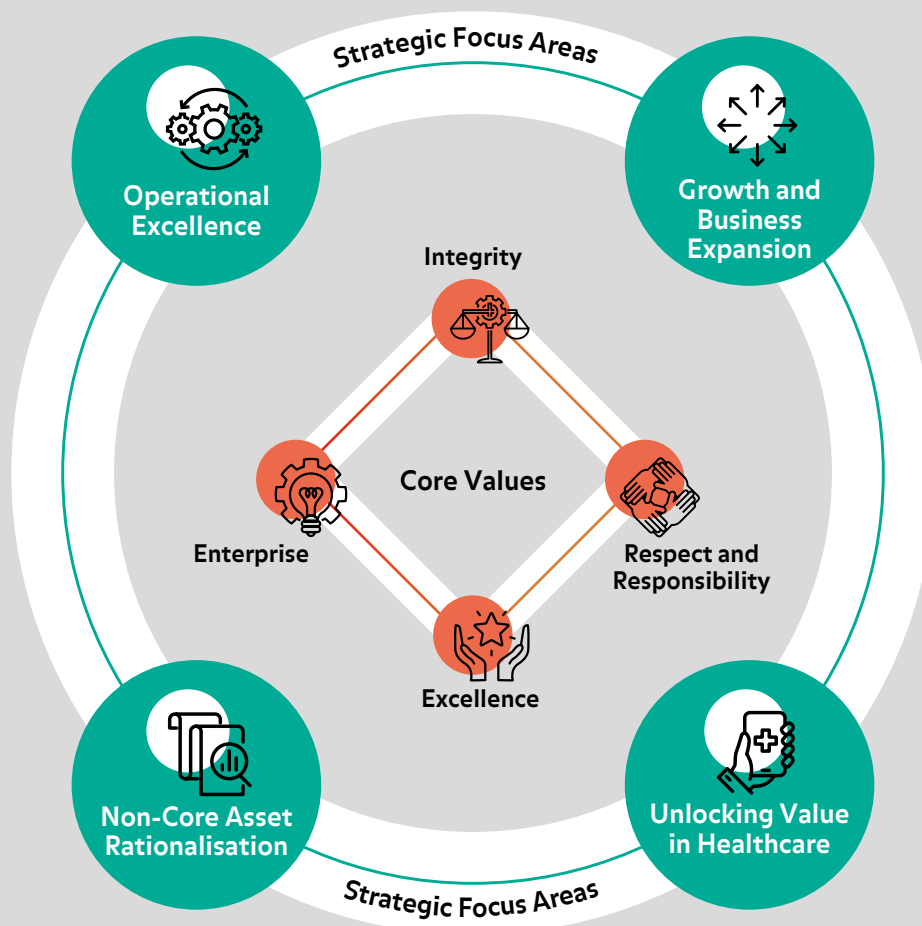 Strategic Focus Areas
Operational
Excellence
Growth and
Business
Expansion
Integrity
Core Values
Enterprise
Respect and
Responsibility
Excellence
Non-Core Asset
Rationalisation
Unlocking Value
in Healthcare
Strategic Focus Areas